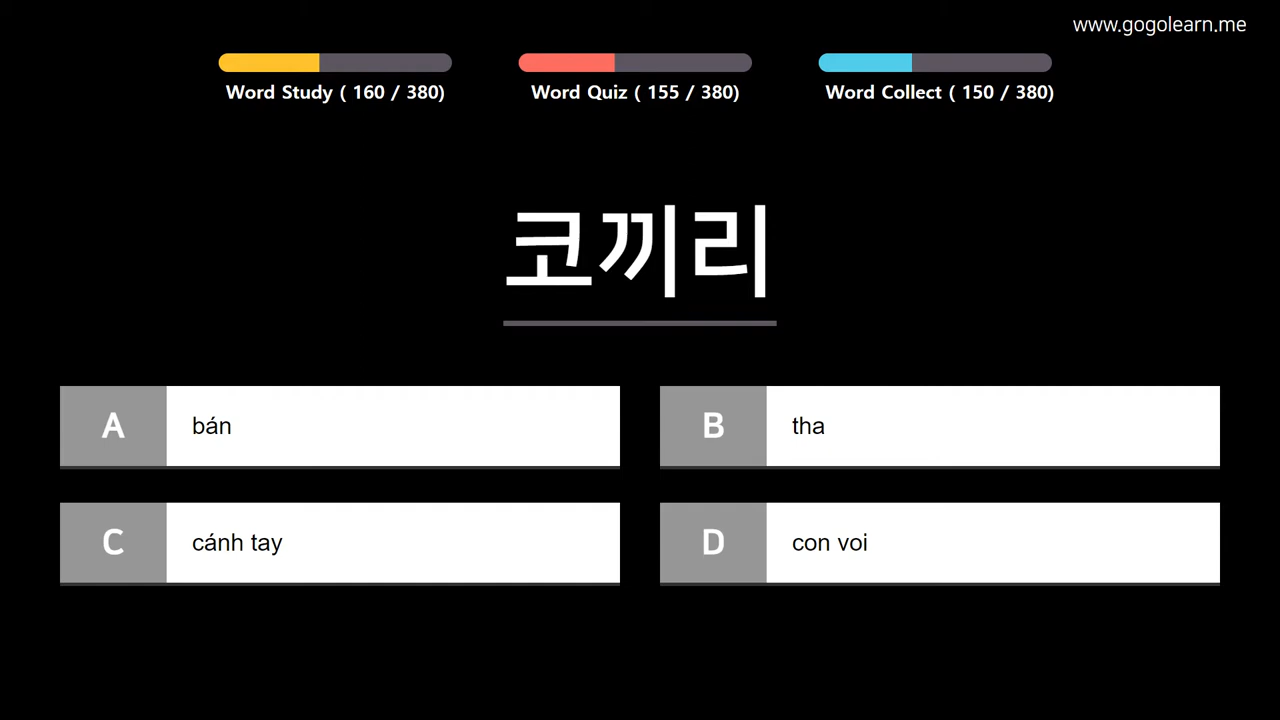 www.gogolearn.me
Word Study ( 160 / 380)
Word Quiz ( 155 / 380)
Word Collect ( 150 / 380)
코끼리
A bán
B tha
C cánh tay
D con voi